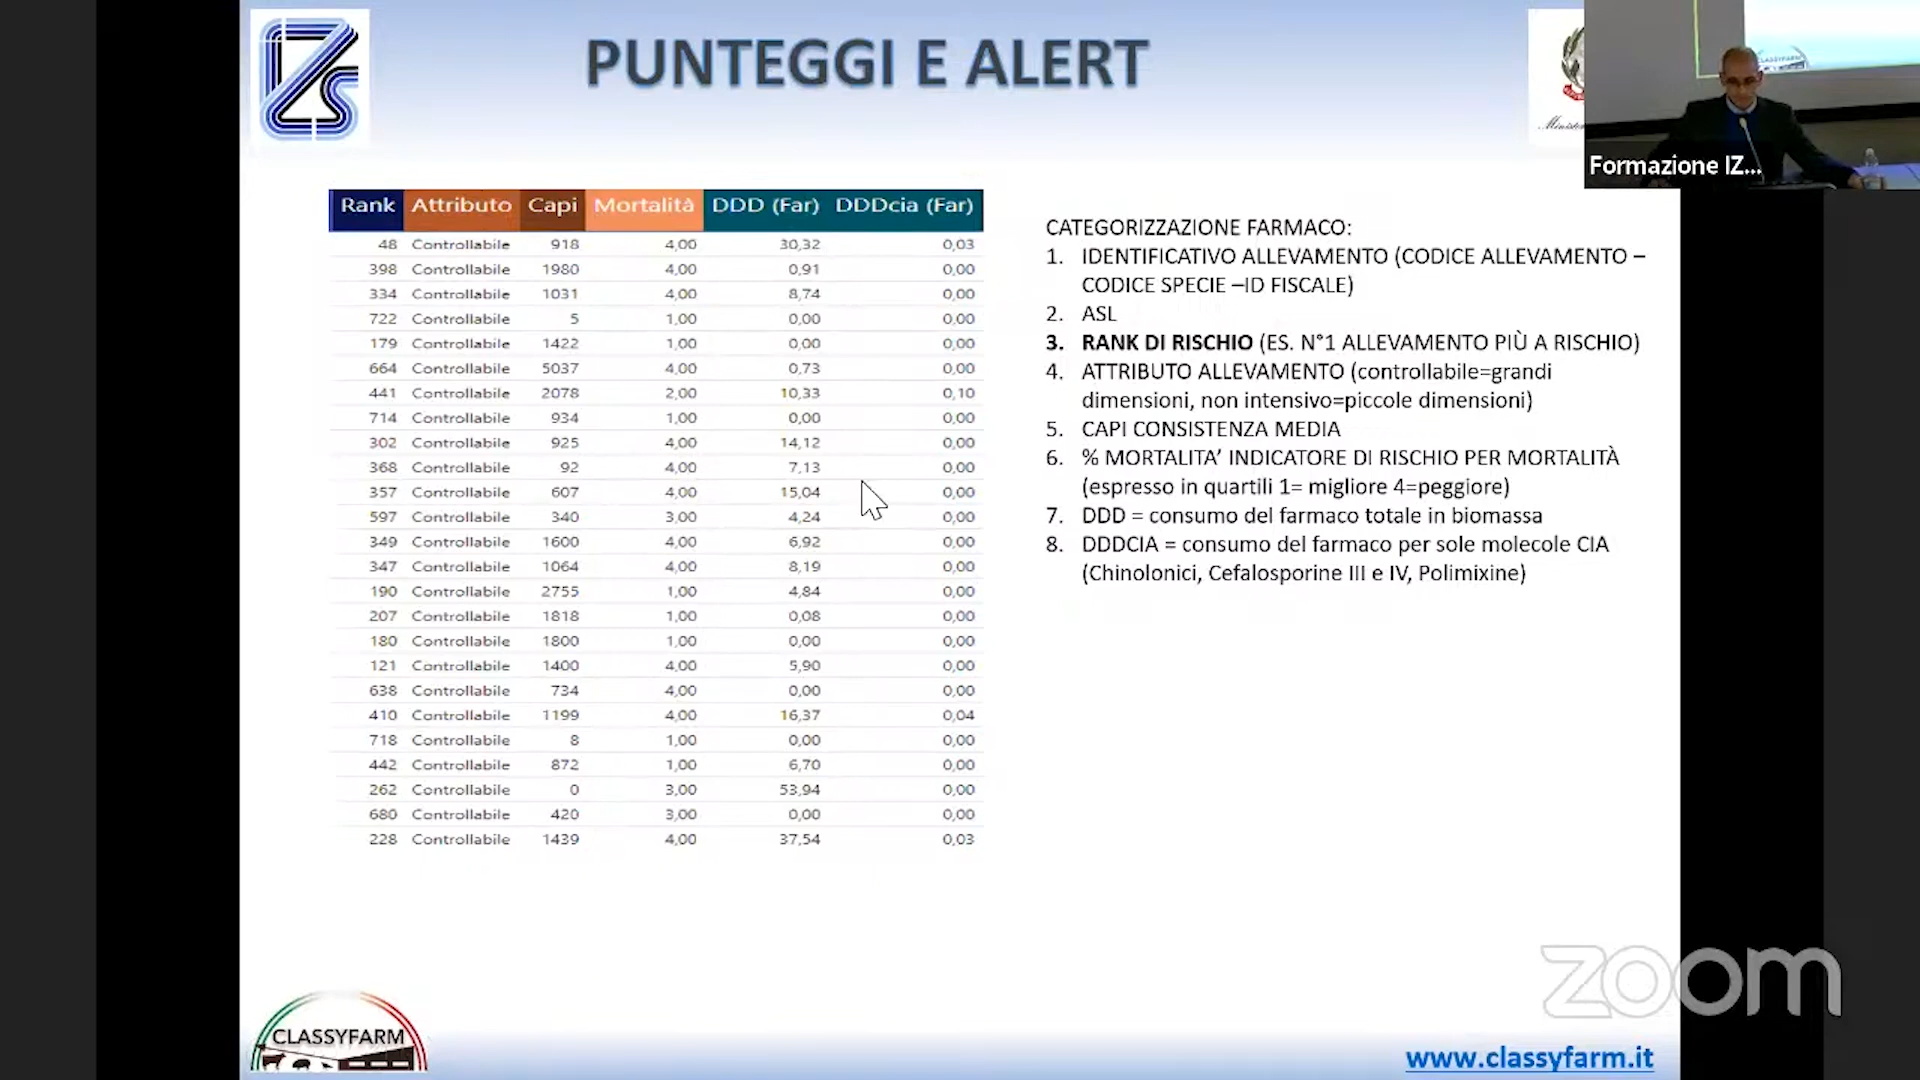 PUNTEGGI E ALERT
Formazione IZ...
Rank Attributo Capi Mortalità DDD (Far) DDDcia (Far)
48 Controllabile 918 4,00 30,32 0,03
398 Controllabile 1980 4,00 0,91 0,00
334 Controllabile 1031 4,00 8,74 0,00
722 Controllabile 5 1,00 0,00 0,00
179 Controllabile 1422 1,00 0,00 0,00
664 Controllabile 5037 4,00 0,73 0,00
441 Controllabile 2078 2,00 10,33 0,10
714 Controllabile 934 1,00 0,00 0,00
302 Controllabile 925 4,00 14,12 0,00
368 Controllabile 92 4,00 7,13 0,00
357 Controllabile 607 4,00 15,04 0,00
597 Controllabile 340 3,00 4,24 0,00
349 Controllabile 1600 4,00 6,92 0,00
347 Controllabile 1064 4,00 8,19 0,00
190 Controllabile 2755 1,00 4,84 0,00
207 Controllabile 1818 1,00 0,08 0,00
180 Controllabile 1800 1,00 0,00 0,00
121 Controllabile 1400 4,00 5,90 0,00
638 Controllabile 734 4,00 0,00 0,00
410 Controllabile 1199 4,00 16,37 0,04
718 Controllabile 8 1,00 0,00 0,00
442 Controllabile 872 1,00 6,70 0,00
262 Controllabile 0 3,00 53,94 0,00
680 Controllabile 420 3,00 0,00 0,00
228 Controllabile 1439 4,00 37,54 0,03
CATEGORIZZAZIONE FARMACO:
1. IDENTIFICATIVO ALLEVAMENTO (CODICE ALLEVAMENTO –
CODICE SPECIE –ID FISCALE)
2. ASL
3. RANK DI RISCHIO (ES. N°1 ALLEVAMENTO PIÙ A RISCHIO)
4. ATTRIBUTO ALLEVAMENTO (controllabile=grandi
dimensioni, non intensivo=piccole dimensioni)
5. CAPI CONSISTENZA MEDIA
6. % MORTALITA’ INDICATORE DI RISCHIO PER MORTALITÀ
(espresso in quartili 1= migliore 4=peggiore)
7. DDD = consumo del farmaco totale in biomassa
8. DDDCIA = consumo del farmaco per sole molecole CIA
(Chinolonici, Cefalosporine III e IV, Polimixine)
zoom
CLASSYFARM
www.classyfarm.it